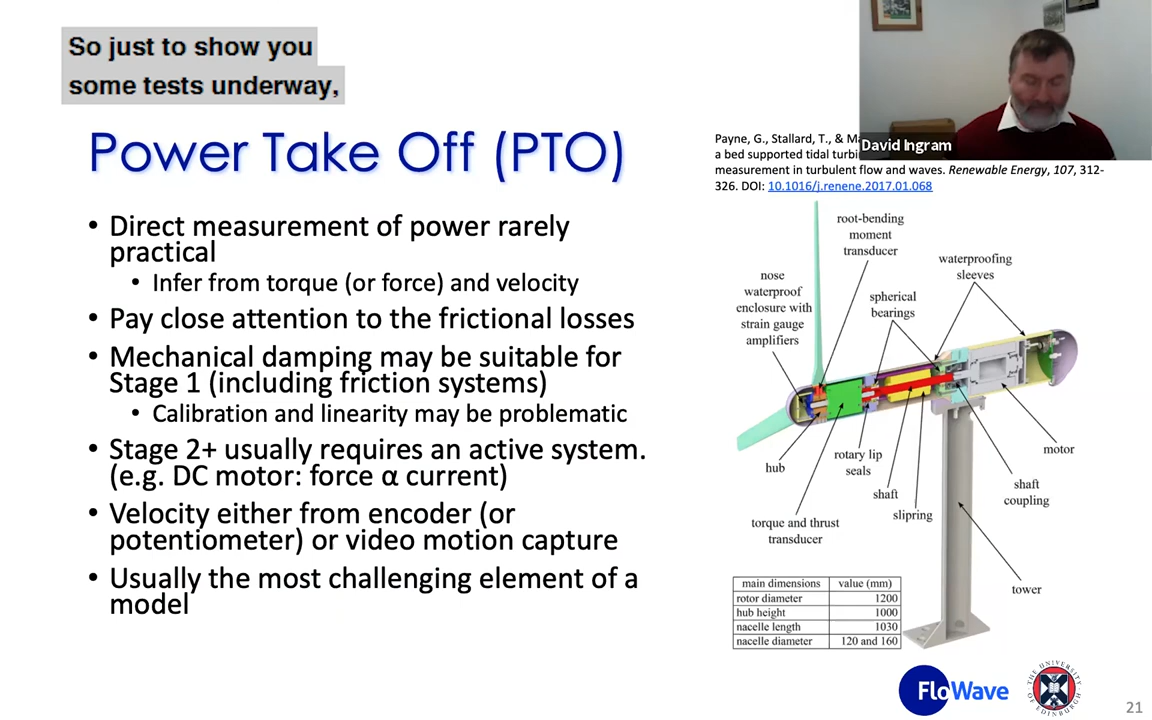 So just to show you
some tests underway,
David Ingram
Power Take Off (PTO)
Payne, G., Stallard, T., &
a bed supported tidal
measurement in turbulent flow and waves. Renewable Energy, 107, 312-
326. DOI: 10.1016/j.renene.2017.01.068
• Direct measurement of power rarely
practical
• Infer from torque (or force) and velocity
• Pay close attention to the frictional losses
• Mechanical damping may be suitable for
Stage 1 (including friction systems)
• Calibration and linearity may be problematic
• Stage 2+ usually requires an active system.
(e.g. DC motor: force α current)
• Velocity either from encoder (or
potentiometer) or video motion capture
• Usually the most challenging element of a
model
root-bending
moment
transducer
waterproofing
sleeves
nose
waterproof
enclosure with
strain gauge
amplifiers
spherical
bearings
hub
rotary lip
seals
motor
shaft
slipring
shaft
coupling
torque and thrust
transducer
tower
main dimensions value (mm)
rotor diameter 1200
hub height 1000
nacelle length 1030
nacelle diameter 120 and 160
FloWave
THE UNIVERSITY
OF EDINBURGH
21